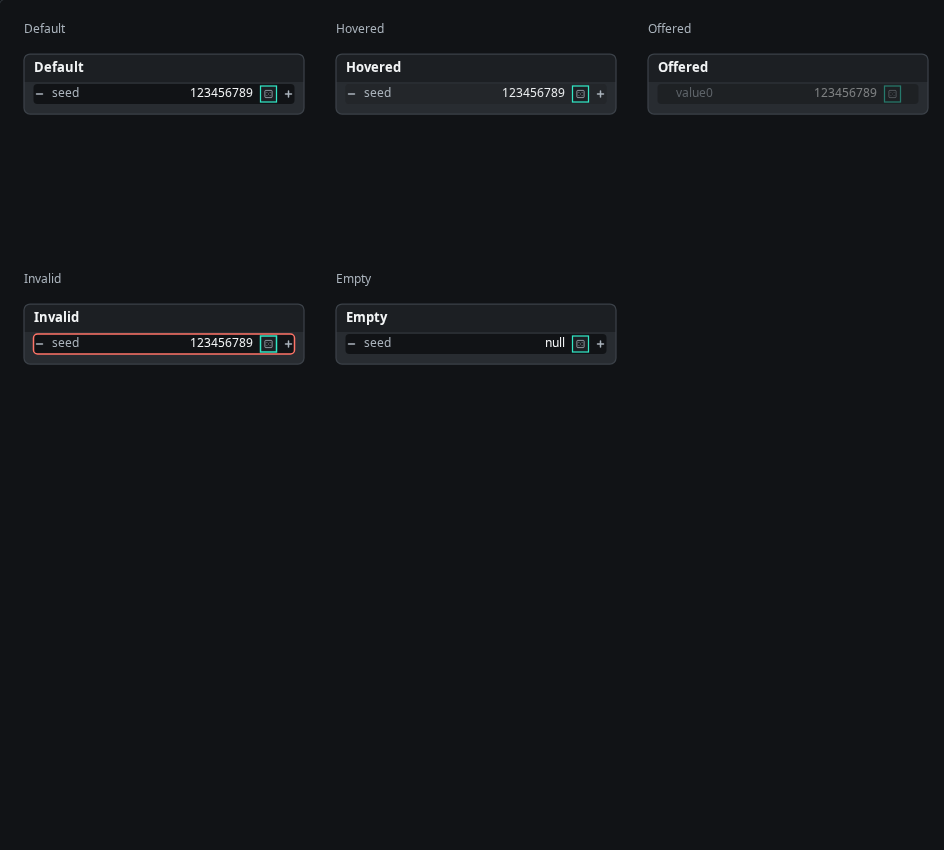 Default
Hovered
Offered
Default
Hovered
Offered
− seed 123456789 +
− seed 123456789 +
value0 123456789
Invalid
Empty
Invalid
Empty
− seed 123456789 +
− seed null +